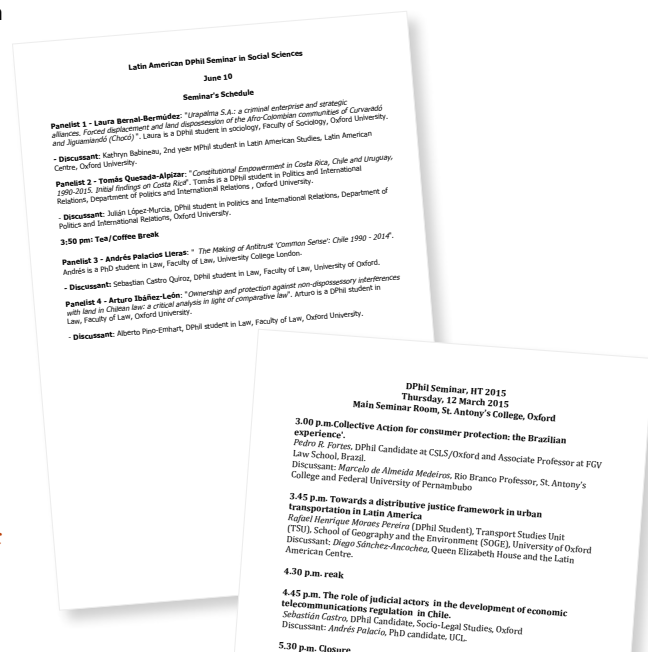 Latin American DPhil Seminar in Social Sciences
June 10
Seminar's Schedule
Panelist 1 - Laura Bernal-Bermúdez: "Urapalma S.A.: a criminal enterprise and strategic
alliances. Forced displacement and land dispossession of the Afro-Colombian communities of Curvaradó
and Jiguamiandó (Chocó)". Laura is a DPhil student in sociology, Faculty of Sociology, Oxford University.
- Discussant: Kathryn Babineau, 2nd year MPhil student in Latin American Studies, Latin American
Centre, Oxford University.
Panelist 2 - Tomás Quesada-Alpizar: "Constitutional Empowerment in Costa Rica, Chile and Uruguay,
1990-2015. Initial findings on Costa Rica". Tomás is a DPhil student in Politics and International
Relations, Department of Politics and International Relations , Oxford University.
- Discussant: Julián López-Murcia, DPhil student in Politics and International Relations, Department of
Politics and International Relations, Oxford University.
3:50 pm: Tea/Coffee Break
Panelist 3 - Andrés Palacios Lleras: " The Making of Antitrust 'Common Sense': Chile 1990 - 2014".
Andrés is a PhD student in Law, Faculty of Law, University College London.
- Discussant: Sebastian Castro Quiroz, DPhil student in Law, Faculty of Law, University of Oxford.
Panelist 4 - Arturo Ibáñez-León: "Ownership and protection against non-dispossessory interferences
with land in Chilean law: a critical analysis in light of comparative law". Arturo is a DPhil student in
Law, Faculty of Law, Oxford University.
- Discussant: Alberto Pino-Emhart, DPhil student in Law, Faculty of Law, Oxford University.
DPhil Seminar, HT 2015
Thursday, 12 March 2015
Main Seminar Room, St. Antony's College, Oxford
3.00 p.m.Collective Action for consumer protection: the Brazilian
experience'.
Pedro R. Fortes, DPhil Candidate at CSLS/Oxford and Associate Professor at FGV
Law School, Brazil.
Discussant: Marcelo de Almeida Medeiros, Rio Branco Professor, St. Antony's
College and Federal University of Pernambubo
3.45 p.m. Towards a distributive justice framework in urban
transportation in Latin America
Rafael Henrique Moraes Pereira (DPhil Student), Transport Studies Unit
(TSU), School of Geography and the Environment (SOGE), University of Oxford
Discussant: Diego Sánchez-Ancochea, Queen Elizabeth House and the Latin
American Centre.
4.30 p.m. reak
4.45 p.m. The role of judicial actors in the development of economic
telecommunications regulation in Chile.
Sebastián Castro, DPhil Candidate, Socio-Legal Studies, Oxford
Discussant: Andrés Palacio, PhD candidate, UCL.
5.30 p.m. Closure